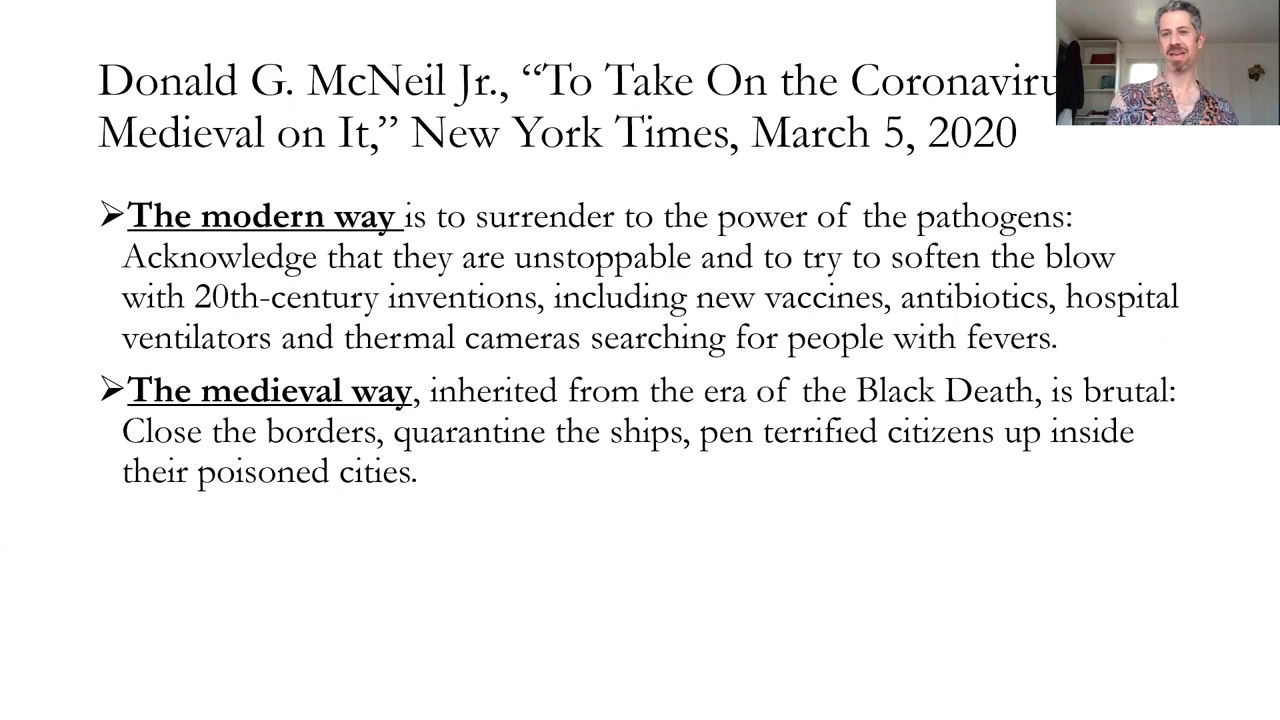 Donald G. McNeil Jr., “To Take On the Coronaviru
Medieval on It,” New York Times, March 5, 2020
➢The modern way is to surrender to the power of the pathogens:
Acknowledge that they are unstoppable and to try to soften the blow
with 20th-century inventions, including new vaccines, antibiotics, hospital
ventilators and thermal cameras searching for people with fevers.
➢The medieval way, inherited from the era of the Black Death, is brutal:
Close the borders, quarantine the ships, pen terrified citizens up inside
their poisoned cities.